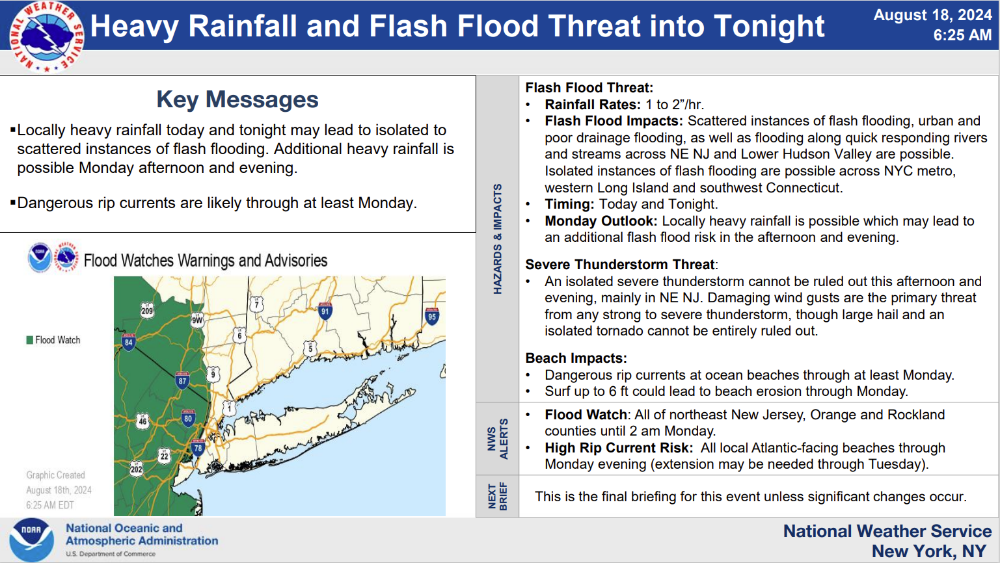 Heavy Rainfall and Flash Flood Threat into Tonight
August 18, 2024
6:25 AM
NATIONAL WEATHER SERVICE
Key Messages
▪Locally heavy rainfall today and tonight may lead to isolated to
scattered instances of flash flooding. Additional heavy rainfall is
possible Monday afternoon and evening.
▪Dangerous rip currents are likely through at least Monday.
NOAA
Flood Watches Warnings and Advisories
Flood Watch
209
84
9W
7
6
91
95
5
87
9
1
80
46
78
22
202
Graphic Created
August 18th, 2024
6:25 AM EDT
HAZARDS & IMPACTS
Flash Flood Threat:
• Rainfall Rates: 1 to 2”/hr.
• Flash Flood Impacts: Scattered instances of flash flooding, urban and
poor drainage flooding, as well as flooding along quick responding rivers
and streams across NE NJ and Lower Hudson Valley are possible.
Isolated instances of flash flooding are possible across NYC metro,
western Long Island and southwest Connecticut.
• Timing: Today and Tonight.
• Monday Outlook: Locally heavy rainfall is possible which may lead to
an additional flash flood risk in the afternoon and evening.
Severe Thunderstorm Threat:
• An isolated severe thunderstorm cannot be ruled out this afternoon and
evening, mainly in NE NJ. Damaging wind gusts are the primary threat
from any strong to severe thunderstorm, though large hail and an
isolated tornado cannot be entirely ruled out.
Beach Impacts:
• Dangerous rip currents at ocean beaches through at least Monday.
• Surf up to 6 ft could lead to beach erosion through Monday.
NWS
ALERTS
• Flood Watch: All of northeast New Jersey, Orange and Rockland
counties until 2 am Monday.
• High Rip Current Risk: All local Atlantic-facing beaches through
Monday evening (extension may be needed through Tuesday).
NEXT
BRIEF
This is the final briefing for this event unless significant changes occur.
NOAA
National Oceanic and
Atmospheric Administration
U.S. Department of Commerce
National Weather Service
New York, NY